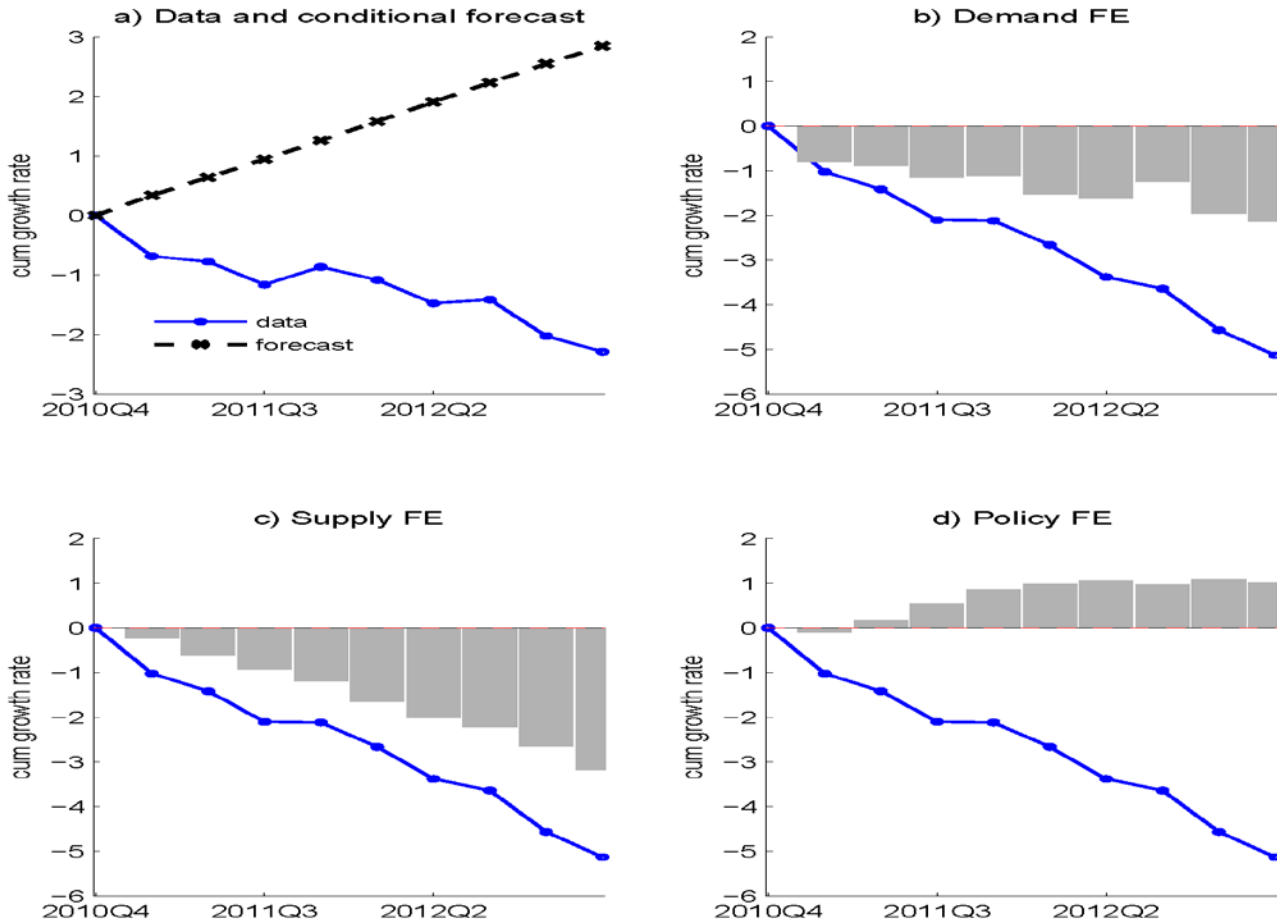 a) Data and conditional forecast
cum growth rate
3
2
1
0
−1
−2
−3
data
forecast
2010Q4
2011Q3
2012Q2
b) Demand FE
cum growth rate
2
1
0
−1
−2
−3
−4
−5
−6
2010Q4
2011Q3
2012Q2
c) Supply FE
cum growth rate
2
1
0
−1
−2
−3
−4
−5
−6
2010Q4
2011Q3
2012Q2
d) Policy FE
cum growth rate
2
1
0
−1
−2
−3
−4
−5
−6
2010Q4
2011Q3
2012Q2